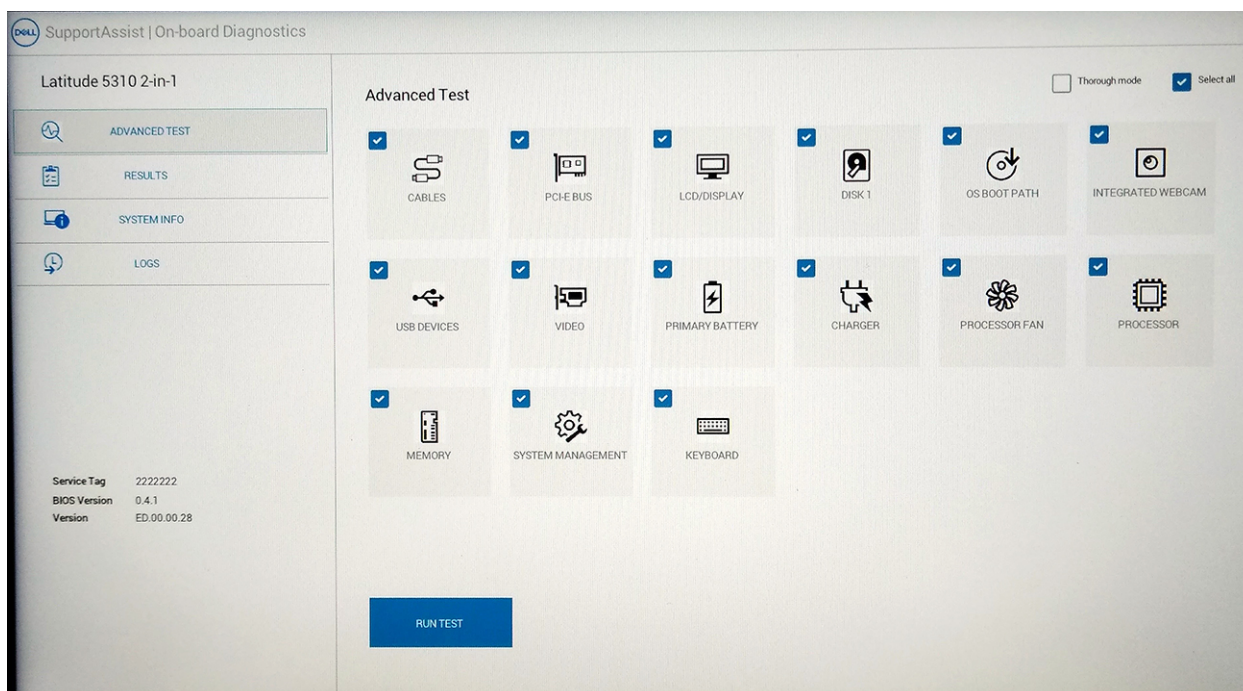 DELL SupportAssist | On-board Diagnostics
Latitude 5310 2-in-1
ADVANCED TEST
RESULTS
SYSTEM INFO
LOGS
Service Tag 2222222
BIOS Version 0.4.1
Version ED.00.00.28
Advanced Test
Thorough mode Select all
CABLES PCI-E BUS LCD/DISPLAY DISK 1 OS BOOT PATH INTEGRATED WEBCAM
USB DEVICES VIDEO PRIMARY BATTERY CHARGER PROCESSOR FAN PROCESSOR
MEMORY SYSTEM MANAGEMENT KEYBOARD
RUN TEST